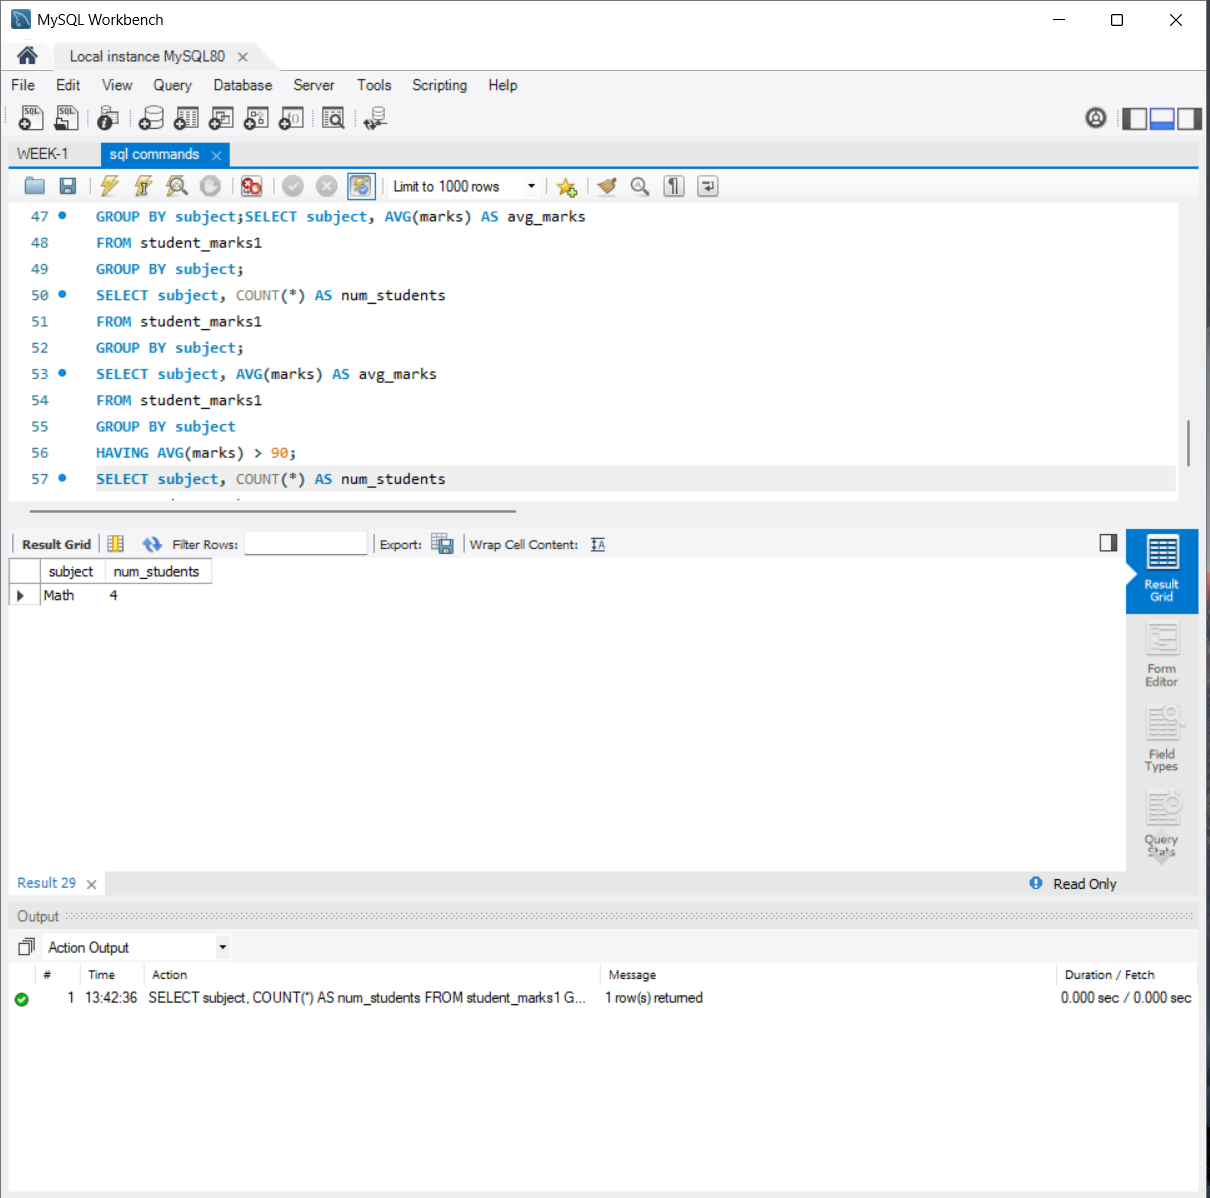 MySQL Workbench
Local instance MySQL80
File Edit View Query Database Server Tools Scripting Help
WEEK-1 sql commands
Limit to 1000 rows
47 GROUP BY subject;SELECT subject, AVG(marks) AS avg_marks
48 FROM student_marks1
49 GROUP BY subject;
50 SELECT subject, COUNT(*) AS num_students
51 FROM student_marks1
52 GROUP BY subject;
53 SELECT subject, AVG(marks) AS avg_marks
54 FROM student_marks1
55 GROUP BY subject
56 HAVING AVG(marks) > 90;
57 SELECT subject, COUNT(*) AS num_students
Result Grid Filter Rows: Export: Wrap Cell Content:
subject num_students
Math 4
Result
Grid
Form
Editor
Field
Types
Query
Stats
Result 29 Read Only
Output
Action Output
# Time Action Message Duration / Fetch
1 13:42:36 SELECT subject, COUNT(*) AS num_students FROM student_marks1 G... 1 row(s) returned 0.000 sec / 0.000 sec